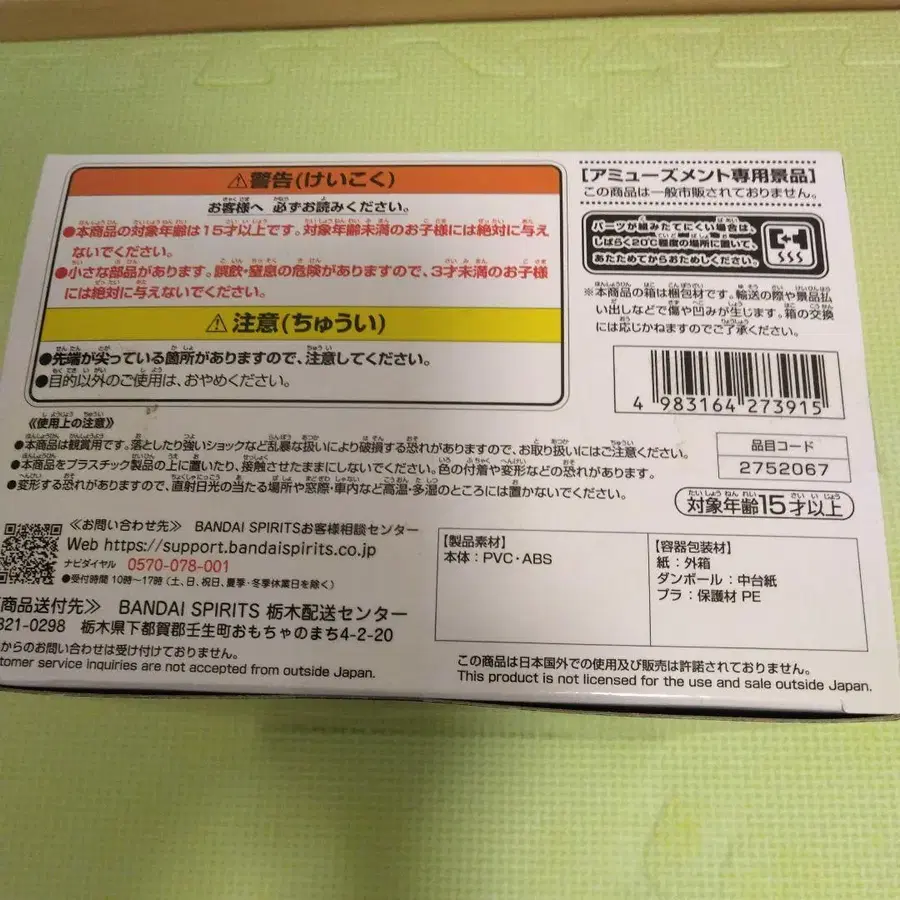 ⚠警告(けいこく)
お客様へ 必ずお読みください。
●本商品の対象年齢は15才以上です。対象年齢未満のお子様には絶対に与え
ないでください。
●小さな部品があります。誤飲・窒息の危険がありますので、3才未満のお子様
には絶対に与えないでください。
⚠注意(ちゅうい)
●先端が尖っている箇所がありますので、注意してください。
●目的以外のご使用は、おやめください。
《使用上の注意》
●本商品は観賞用です。落としたり強いショックなど乱暴な扱いにより破損する恐れがありますので、お取り扱いにはご注意ください。
●本商品をプラスチック製品の上に置いたり、接触させたままにしないでください。色の付着や変形などの恐れがあります。
●変形する恐れがありますので、直射日光の当たる場所や窓際・車内など高温・多湿のところには置かないでください。
≪お問い合わせ先≫ BANDAI SPIRITSお客様相談センター
Web https://support.bandaispirits.co.jp
ナビダイヤル 0570-078-001
●受付時間 10時〜17時(土、日、祝日、夏季・冬季休業日を除く)
商品送付先≫ BANDAI SPIRITS 栃木配送センター
321-0298 栃木県下都賀郡壬生町おもちゃのまち4-2-20
からのお問い合わせは受け付けておりません。
tomer service inquiries are not accepted from outside Japan.
[アミューズメント専用景品]
この商品は一般市販されておりません。
パーツが組みたてにくい場合は、
しばらく20℃程度の場所に置いて、
あたためてからおためしください。
※本商品の箱は梱包材です。輸送の際や景品払
い出しなどで傷や凹みが生じます。箱の交換
には応じかねますのでご了承ください。
4 983164 273915
品目コード
2752067
対象年齢15才以上
【製品素材】
本体：PVC・ABS
【容器包装材】
紙：外箱
ダンボール：中台紙
プラ：保護材 PE
この商品は日本国外での使用及び販売は許諾されておりません。
This product is not licensed for the use and sale outside Japan.